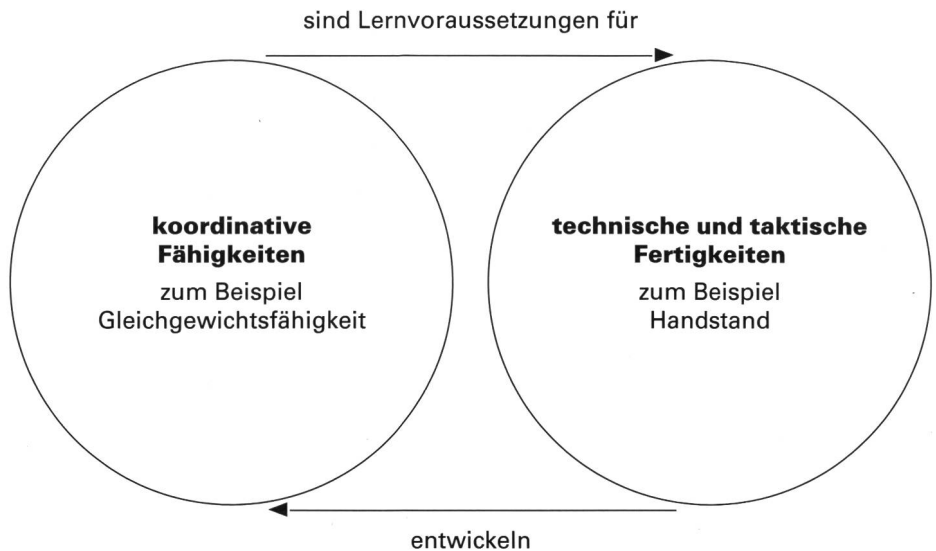 sind Lernvoraussetzungen für
koordinative
Fähigkeiten
zum Beispiel
Gleichgewichtsfähigkeit
technische und taktische
Fertigkeiten
zum Beispiel
Handstand
entwickeln